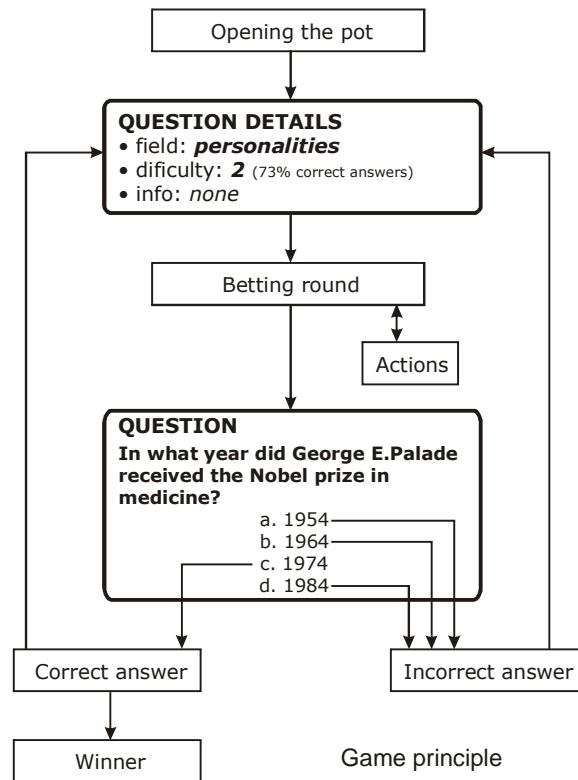 Opening the pot
QUESTION DETAILS
• field: personalities
• dificulty: 2 (73% correct answers)
• info: none
Betting round
Actions
QUESTION
In what year did George E.Palade
received the Nobel prize in
medicine?
a. 1954
b. 1964
c. 1974
d. 1984
Correct answer
Incorrect answer
Winner
Game principle